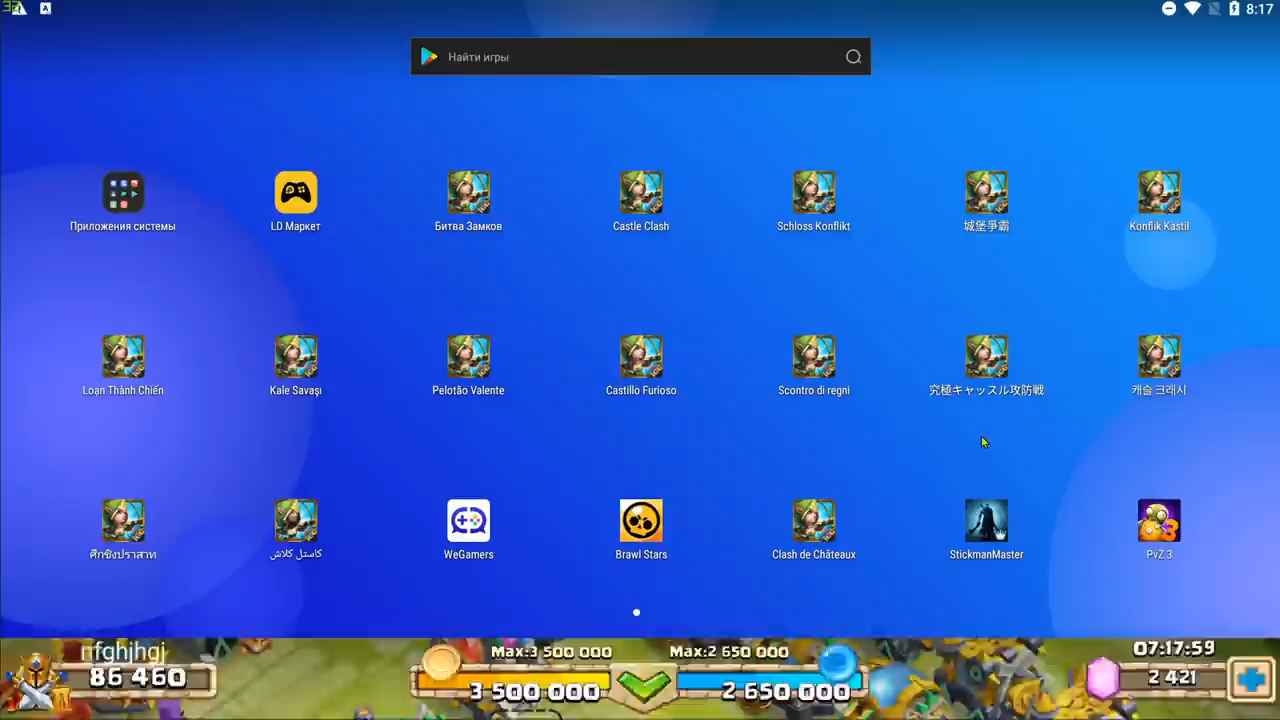 8:17
Найти игры
Приложения системы
LD Маркет
Битва Замков
Castle Clash
Schloss Konflikt
城堡爭霸
Konflik Kastil
Loạn Thành Chiến
Kale Savaşı
Pelotão Valente
Castillo Furioso
Scontro di regni
究極キャッスル攻防戦
캐슬 크래시
ศึกชิงปราสาท
كاستل كلاش
WeGamers
Brawl Stars
Clash de Châteaux
StickmanMaster
PvZ 3
nfghjhgj
86 460
Max:3 500 000
3 500 000
Max:2 650 000
2 650 000
07:17:59
2 421